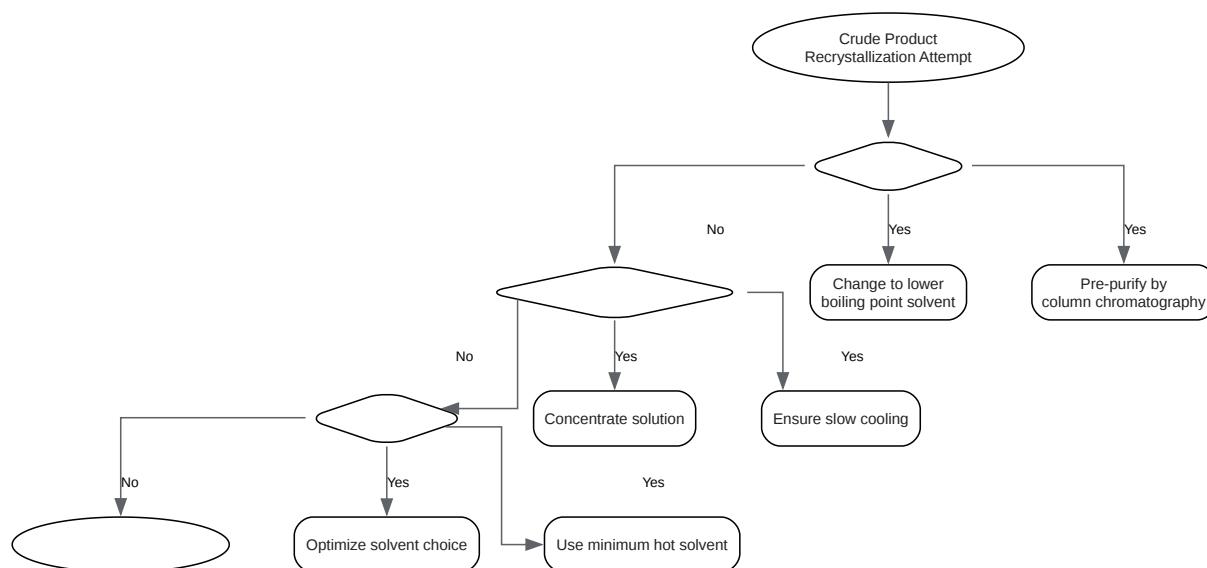 Crude Product
Recrystallization Attempt
No
Yes
Yes
Change to lower
boiling point solvent
Pre-purify by
column chromatography
No
Yes
Yes
Concentrate solution
Ensure slow cooling
No
Yes
Yes
Optimize solvent choice
Use minimum hot solvent